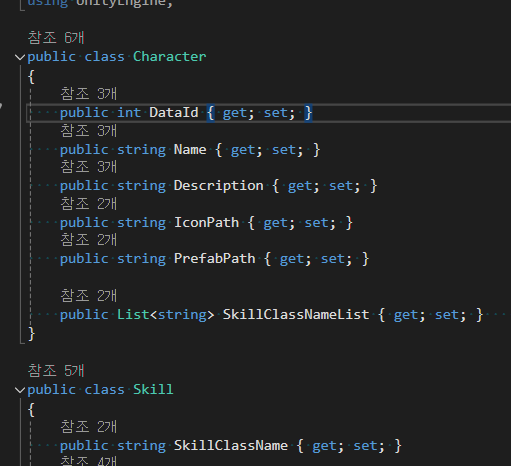 using UnityEngine;
참조 6개
public class Character
{
참조 3개
public int DataId { get; set; }
참조 3개
public string Name { get; set; }
참조 3개
public string Description { get; set; }
참조 2개
public string IconPath { get; set; }
참조 2개
public string PrefabPath { get; set; }
참조 2개
public List<string> SkillClassNameList { get; set; }
}
참조 5개
public class Skill
{
참조 2개
public string SkillClassName { get; set; }
참조 4개